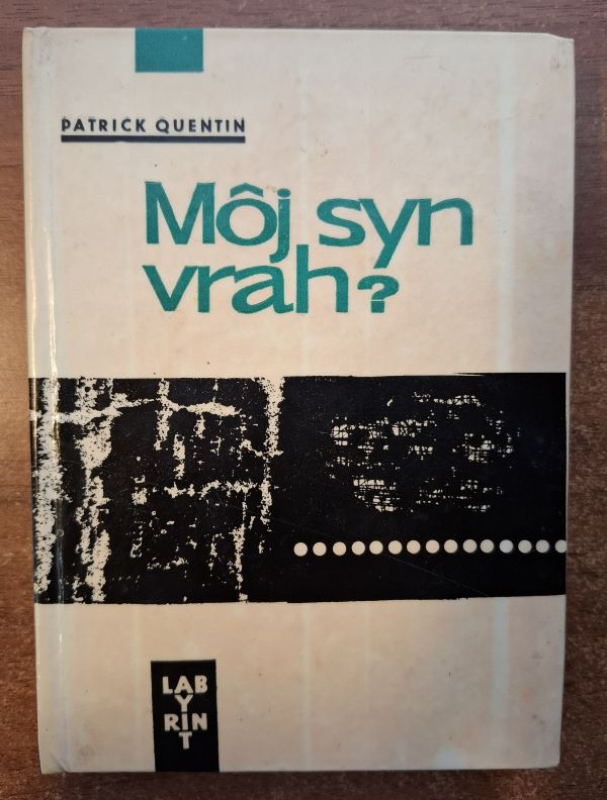 PATRICK QUENTIN
Môj syn
vrah?
LAB
Y
RIN
T